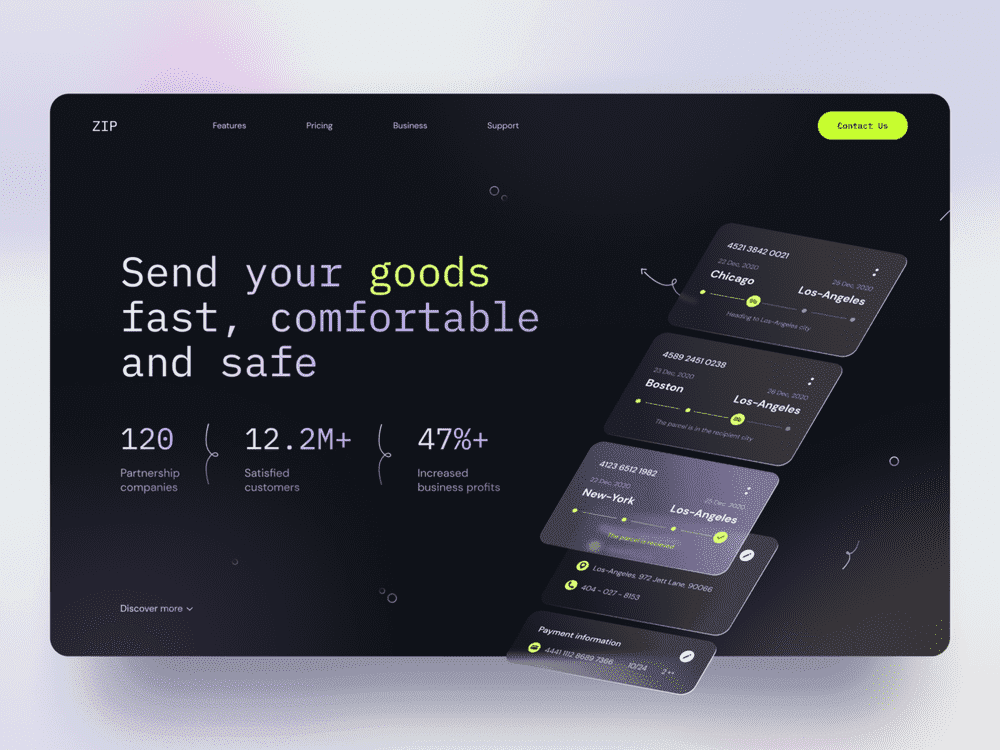 ZIP
Features
Pricing
Business
Support
Contact Us
Send your goods
fast, comfortable
and safe
120
Partnership
companies
12.2M+
Satisfied
customers
47%+
Increased
business profits
Discover more
4521 3842 0021
22 Dec, 2020
Chicago
25 Dec, 2020
Los-Angeles
Heading to Los-Angeles city
4589 2451 0238
23 Dec, 2020
Boston
28 Dec, 2020
Los-Angeles
The parcel is in the recipient city
4123 6512 1982
22 Dec, 2020
New-York
25 Dec, 2020
Los-Angeles
The parcel is recieved
Los-Angeles, 972 Jett Lane, 90066
404 - 027 - 8153
Payment information
4441 1112 8689 7366
10/24
2**